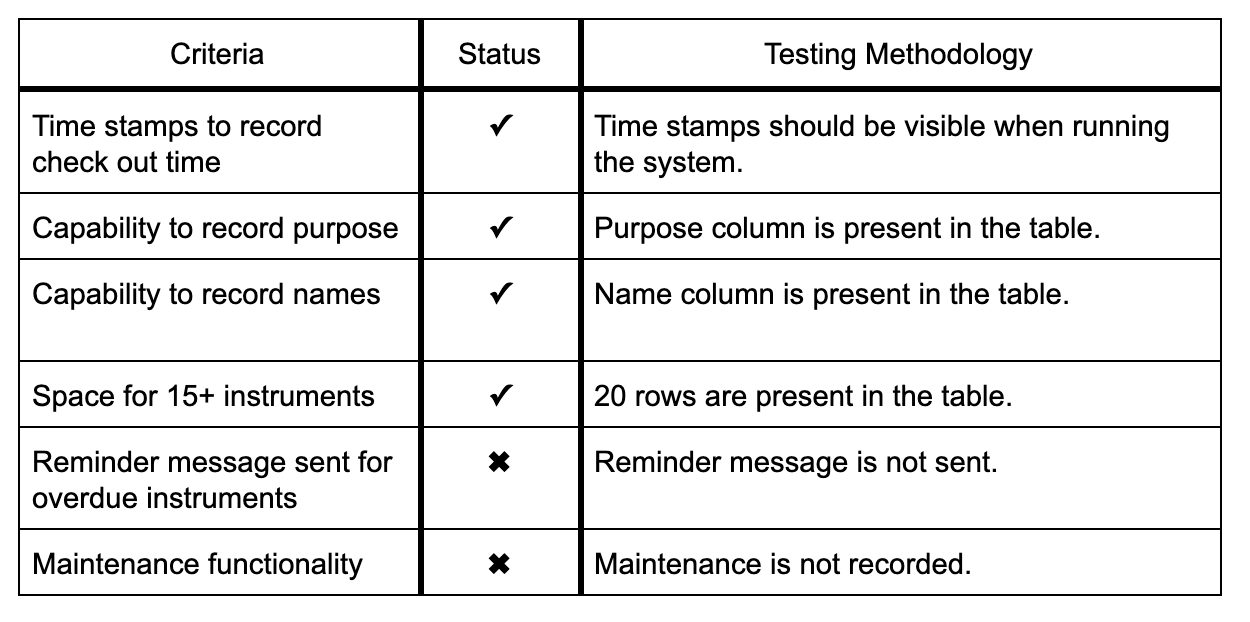 Criteria Status Testing Methodology
Time stamps to record ✓ Time stamps should be visible when running
check out time the system.
Capability to record purpose ✓ Purpose column is present in the table.
Capability to record names ✓ Name column is present in the table.
Space for 15+ instruments ✓ 20 rows are present in the table.
Reminder message sent for ✖ Reminder message is not sent.
overdue instruments
Maintenance functionality ✖ Maintenance is not recorded.